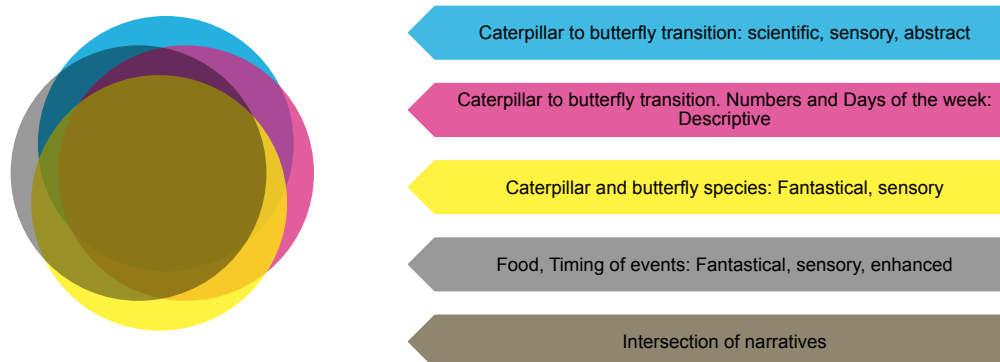 Caterpillar to butterfly transition: scientific, sensory, abstract
Caterpillar to butterfly transition. Numbers and Days of the week:
Descriptive
Caterpillar and butterfly species: Fantastical, sensory
Food, Timing of events: Fantastical, sensory, enhanced
Intersection of narratives